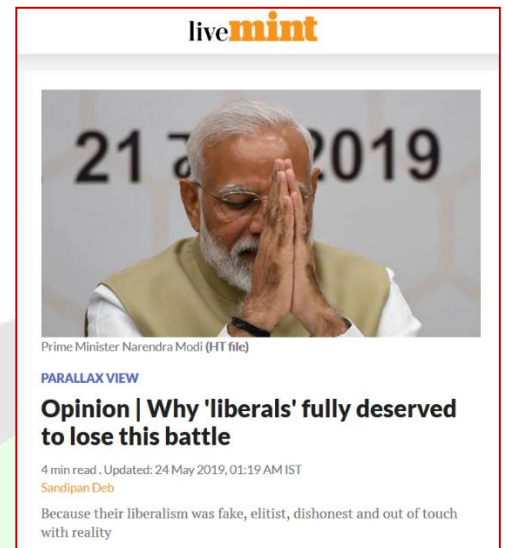 livemint
21 2019
Prime Minister Narendra Modi (HT file)
PARALLAX VIEW
Opinion | Why 'liberals' fully deserved
to lose this battle
4 min read . Updated: 24 May 2019, 01:19 AM IST
Sandipan Deb
Because their liberalism was fake, elitist, dishonest and out of touch
with reality